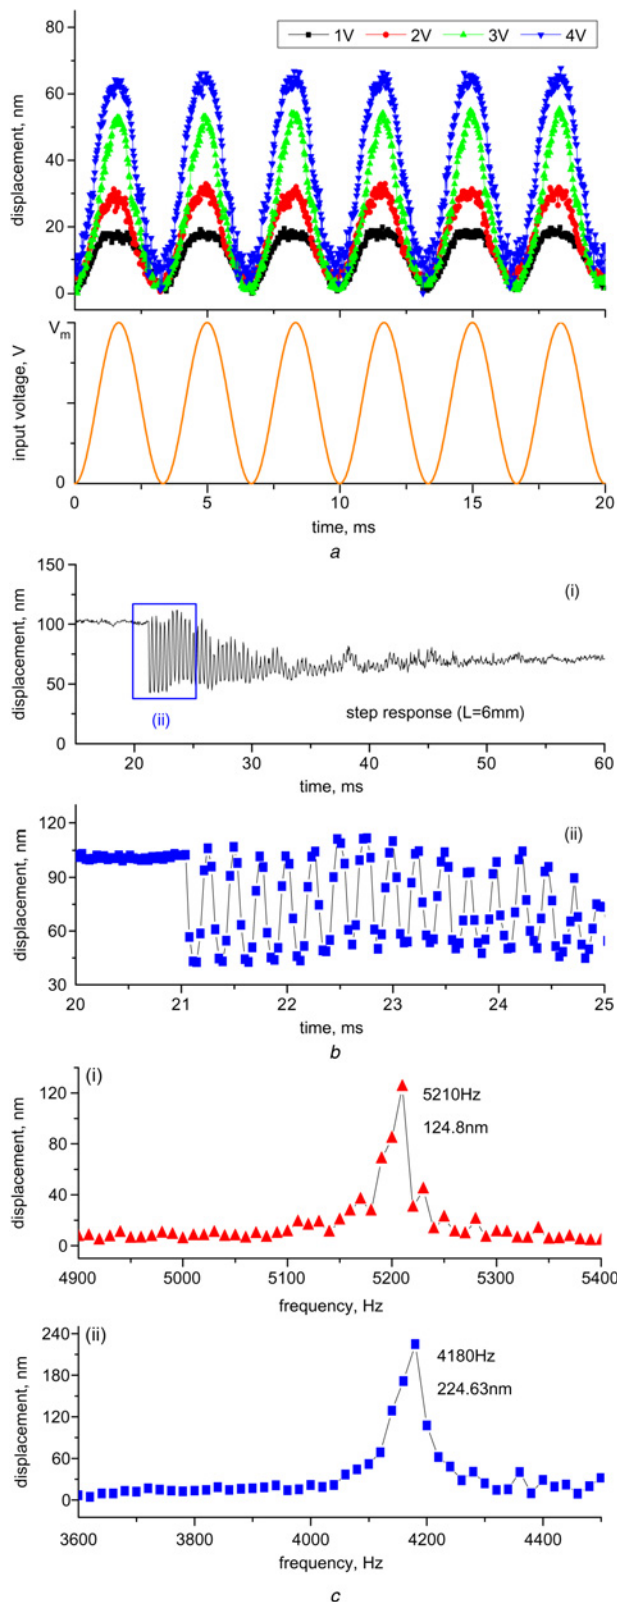 1V 2V 3V 4V
80
60
40
20
0
displacement, nm
Vm
0
input voltage, V
0 5 10 15 20
time, ms
a
150
100
50
0
displacement, nm
(i)
(ii)
step response (L=6mm)
20 30 40 50 60
time, ms
120
90
60
30
displacement, nm
(ii)
20 21 22 23 24 25
time, ms
b
(i)
120
80
40
0
displacement, nm
5210Hz
124.8nm
4900 5000 5100 5200 5300 5400
frequency, Hz
(ii)
240
180
120
60
0
displacement, nm
4180Hz
224.63nm
3600 3800 4000 4200 4400
frequency, Hz
c